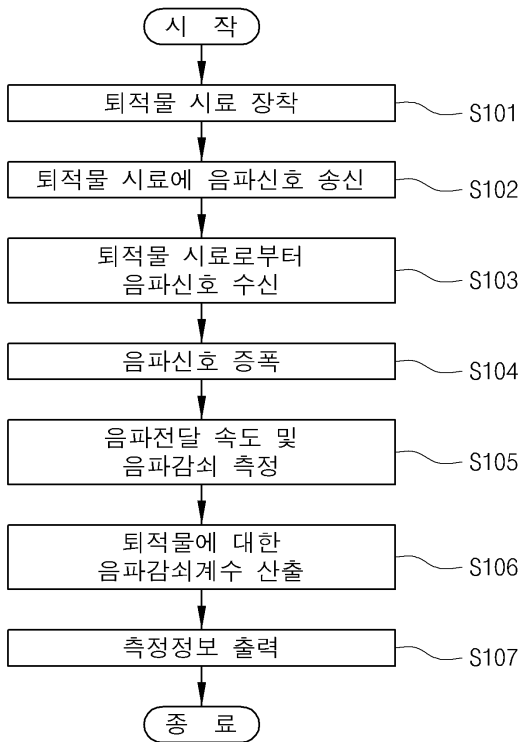 시 작
퇴적물 시료 장착
S101
퇴적물 시료에 음파신호 송신
S102
퇴적물 시료로부터
음파신호 수신
S103
음파신호 증폭
S104
음파전달 속도 및
음파감쇠 측정
S105
퇴적물에 대한
음파감쇠계수 산출
S106
측정정보 출력
S107
종 료